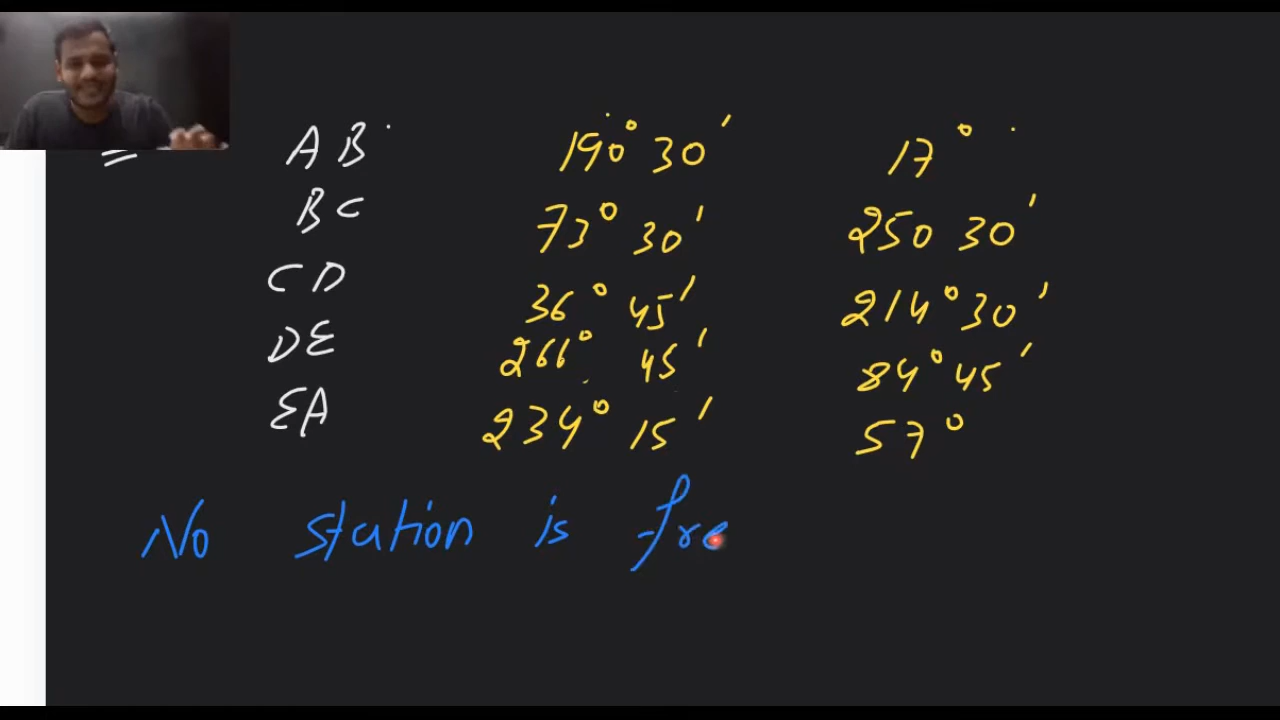 AB 190° 30' 17°
BC 73° 30' 250 30'
CD 36° 45' 214° 30'
DE 266° 45' 84° 45'
EA 234° 15' 57°
No station is fre